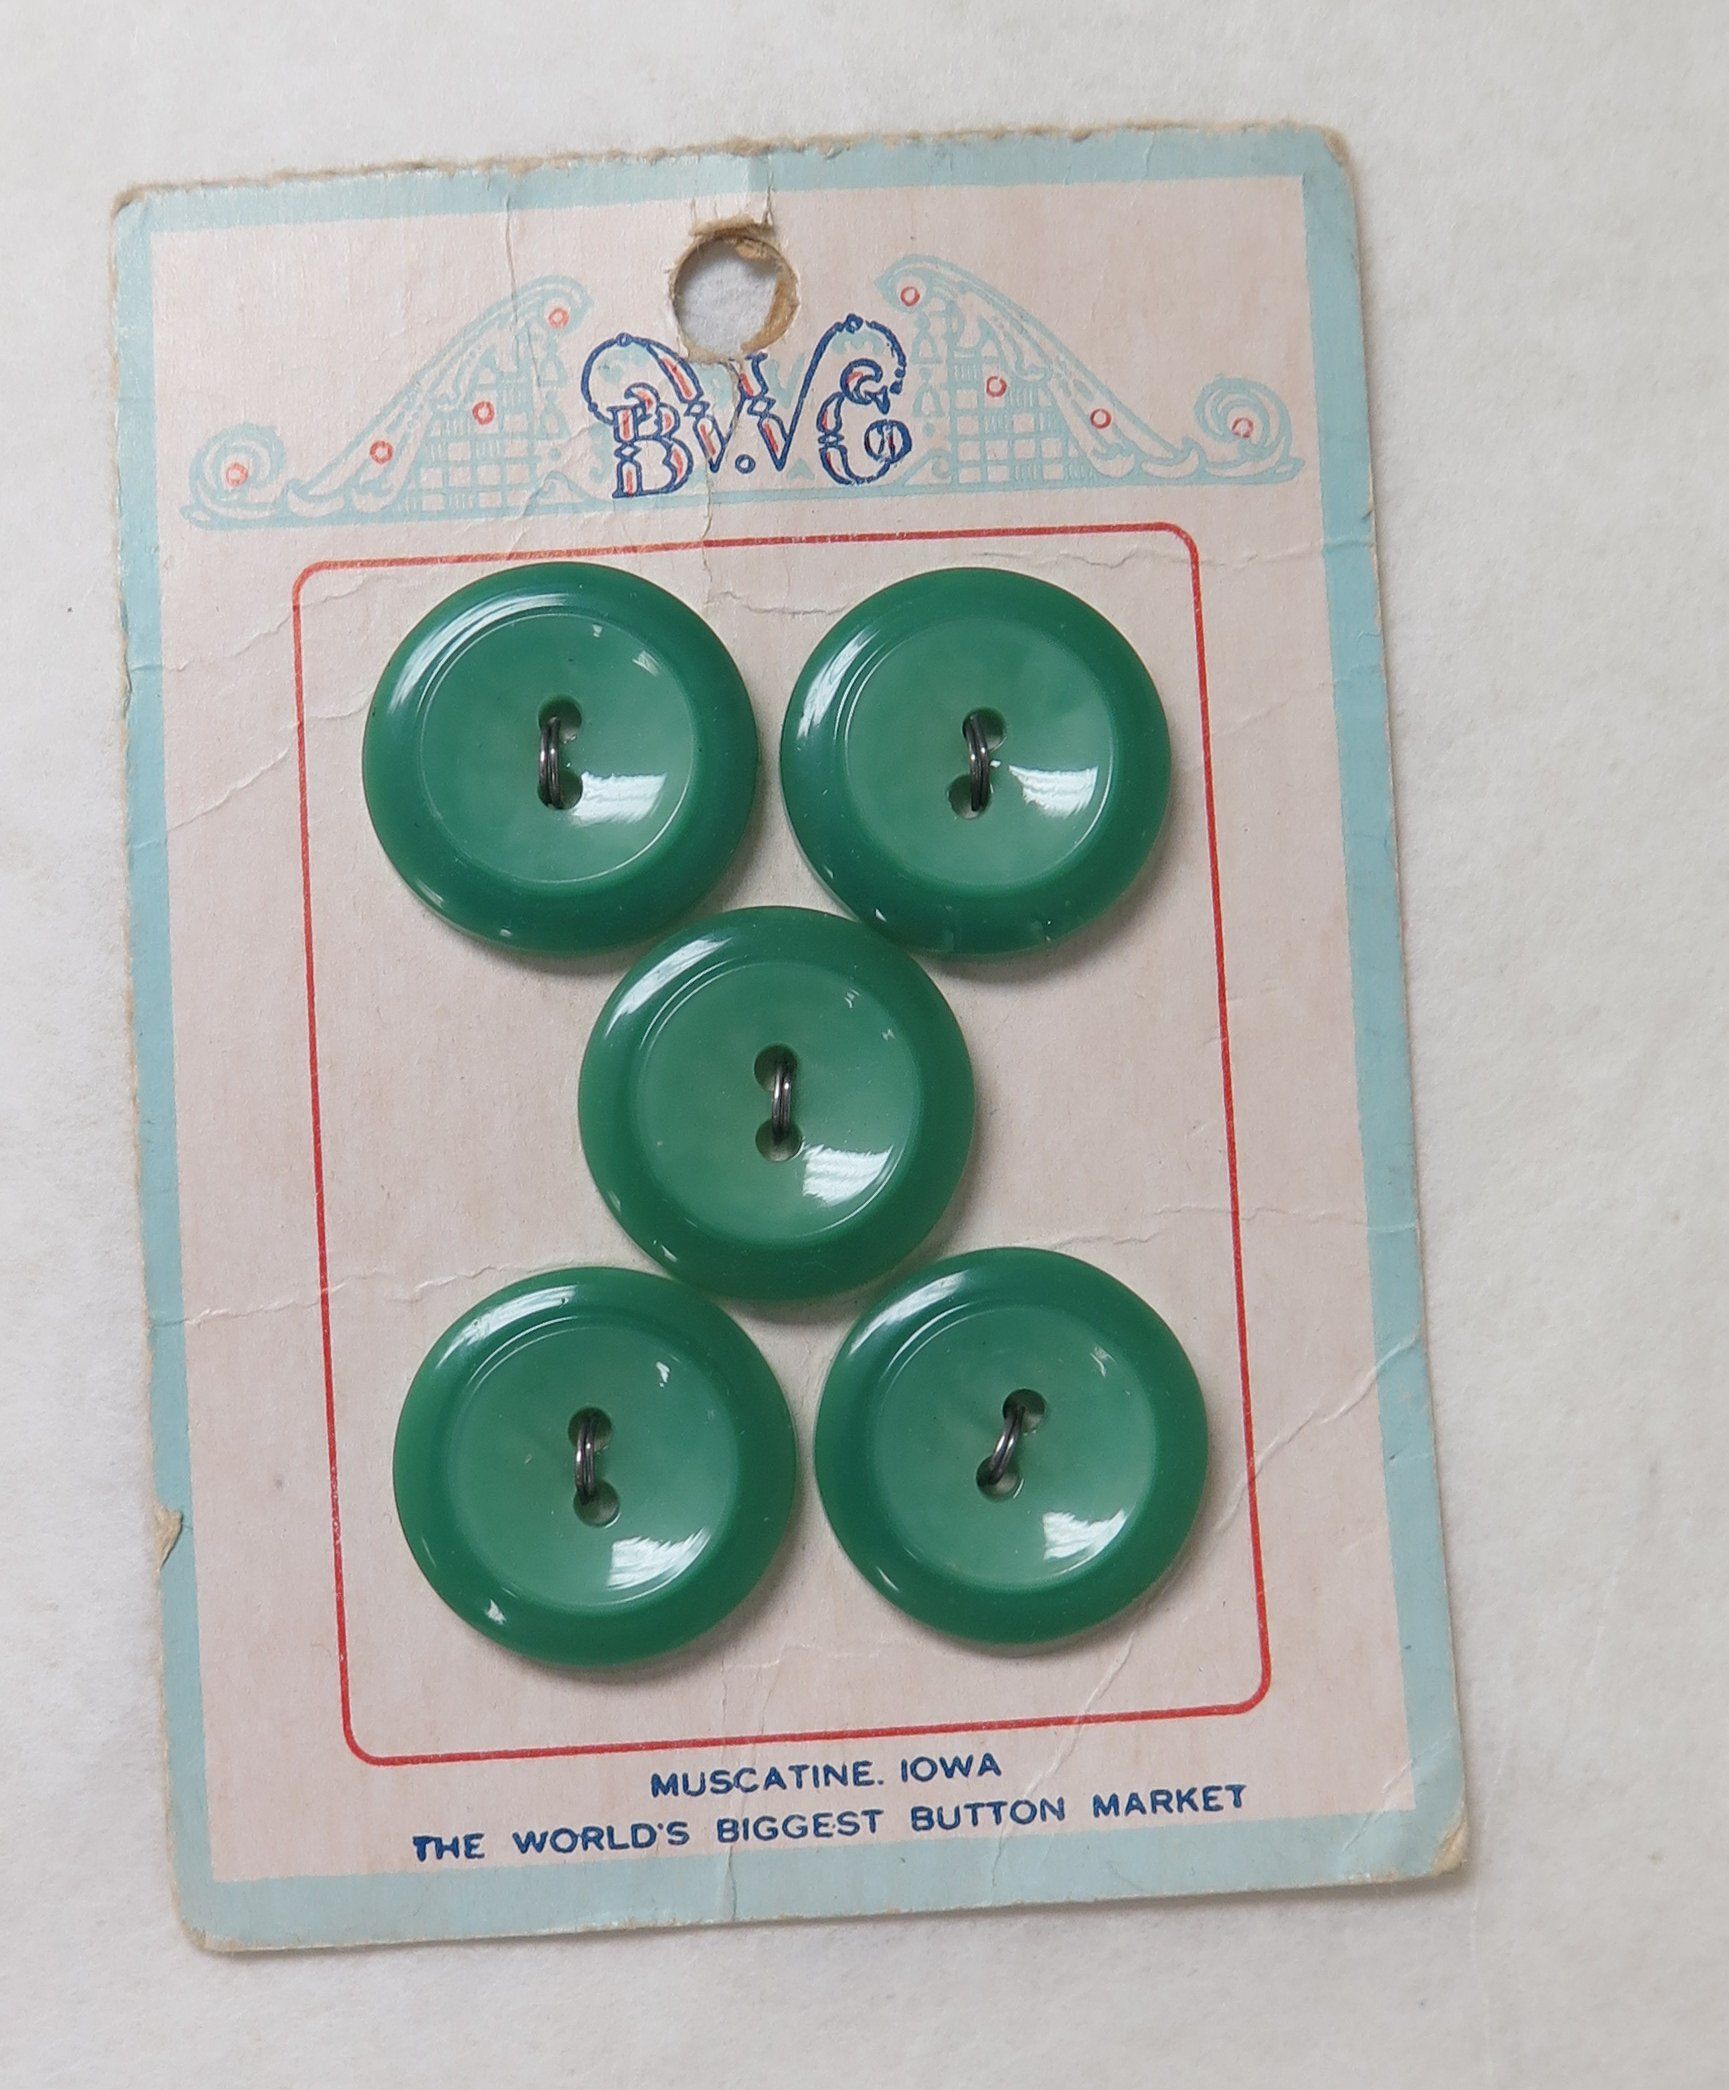 B.W.C
MUSCATINE. IOWA
THE WORLD'S BIGGEST BUTTON MARKET